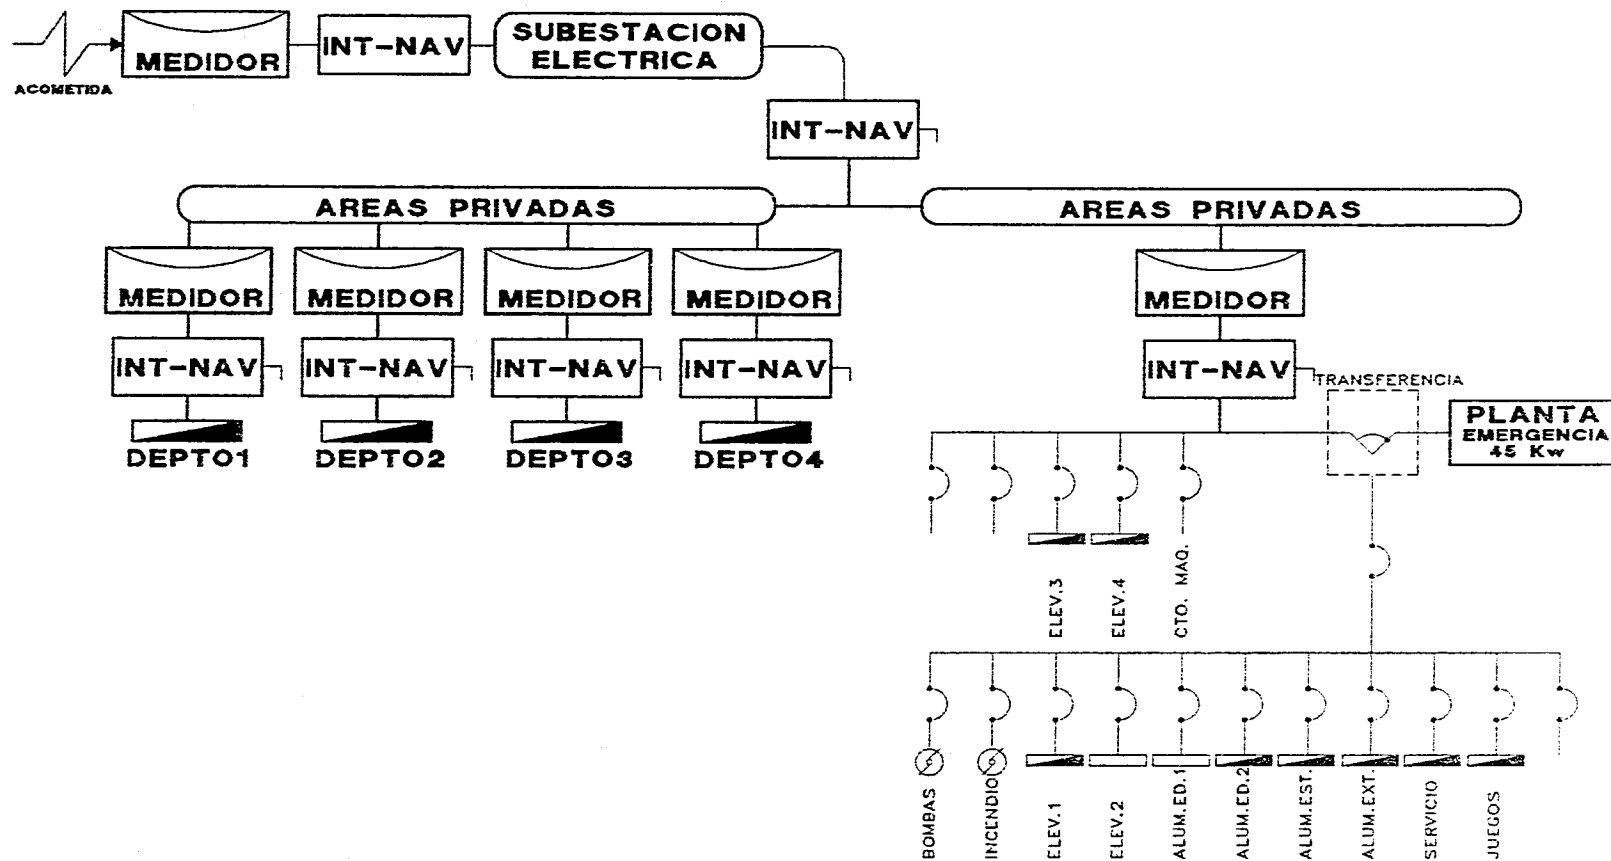 ACOMETIDA
MEDIDOR
INT-NAV
SUBESTACION
ELECTRICA
INT-NAV
AREAS PRIVADAS
AREAS PRIVADAS
MEDIDOR
MEDIDOR
MEDIDOR
MEDIDOR
MEDIDOR
INT-NAV
INT-NAV
INT-NAV
INT-NAV
INT-NAV
TRANSFERENCIA
PLANTA
EMERGENCIA
45 Kw
DEPTO1
DEPTO2
DEPTO3
DEPTO4
ELEV.3
ELEV.4
CTO. MAQ.
BOMBAS
INCENDIO
ELEV.1
ELEV.2
ALUM.ED.1
ALUM.ED.2
ALUM.EST.
ALUM.EXT.
SERVICIO
JUEGOS